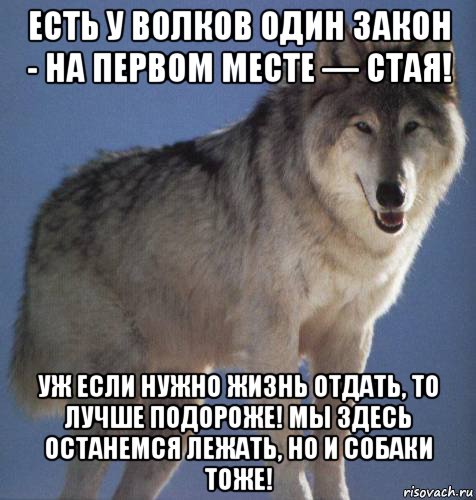 ЕСТЬ У ВОЛКОВ ОДИН ЗАКОН
- НА ПЕРВОМ МЕСТЕ — СТАЯ!
УЖ ЕСЛИ НУЖНО ЖИЗНЬ ОТДАТЬ, ТО
ЛУЧШЕ ПОДОРОЖЕ! МЫ ЗДЕСЬ
ОСТАНЕМСЯ ЛЕЖАТЬ, НО И СОБАКИ
ТОЖЕ!
risovach.ru